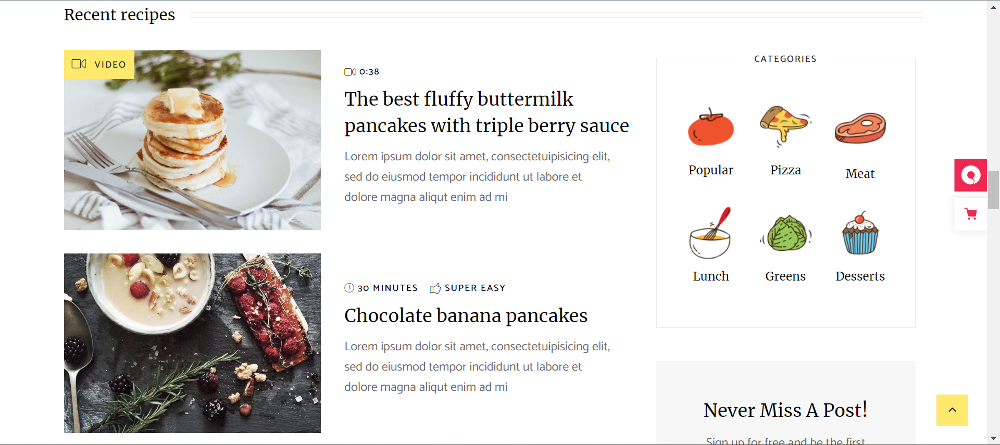 Recent recipes
VIDEO
0:38
The best fluffy buttermilk
pancakes with triple berry sauce
Lorem ipsum dolor sit amet, consectetuipisicing elit,
sed do eiusmod tempor incididunt ut labore et
dolore magna aliqut enim ad mi
30 MINUTES SUPER EASY
Chocolate banana pancakes
Lorem ipsum dolor sit amet, consectetuipisicing elit,
sed do eiusmod tempor incididunt ut labore et
dolore magna aliqut enim ad mi
CATEGORIES
Popular Pizza Meat
Lunch Greens Desserts
Never Miss A Post!
Sign up for free and be the first